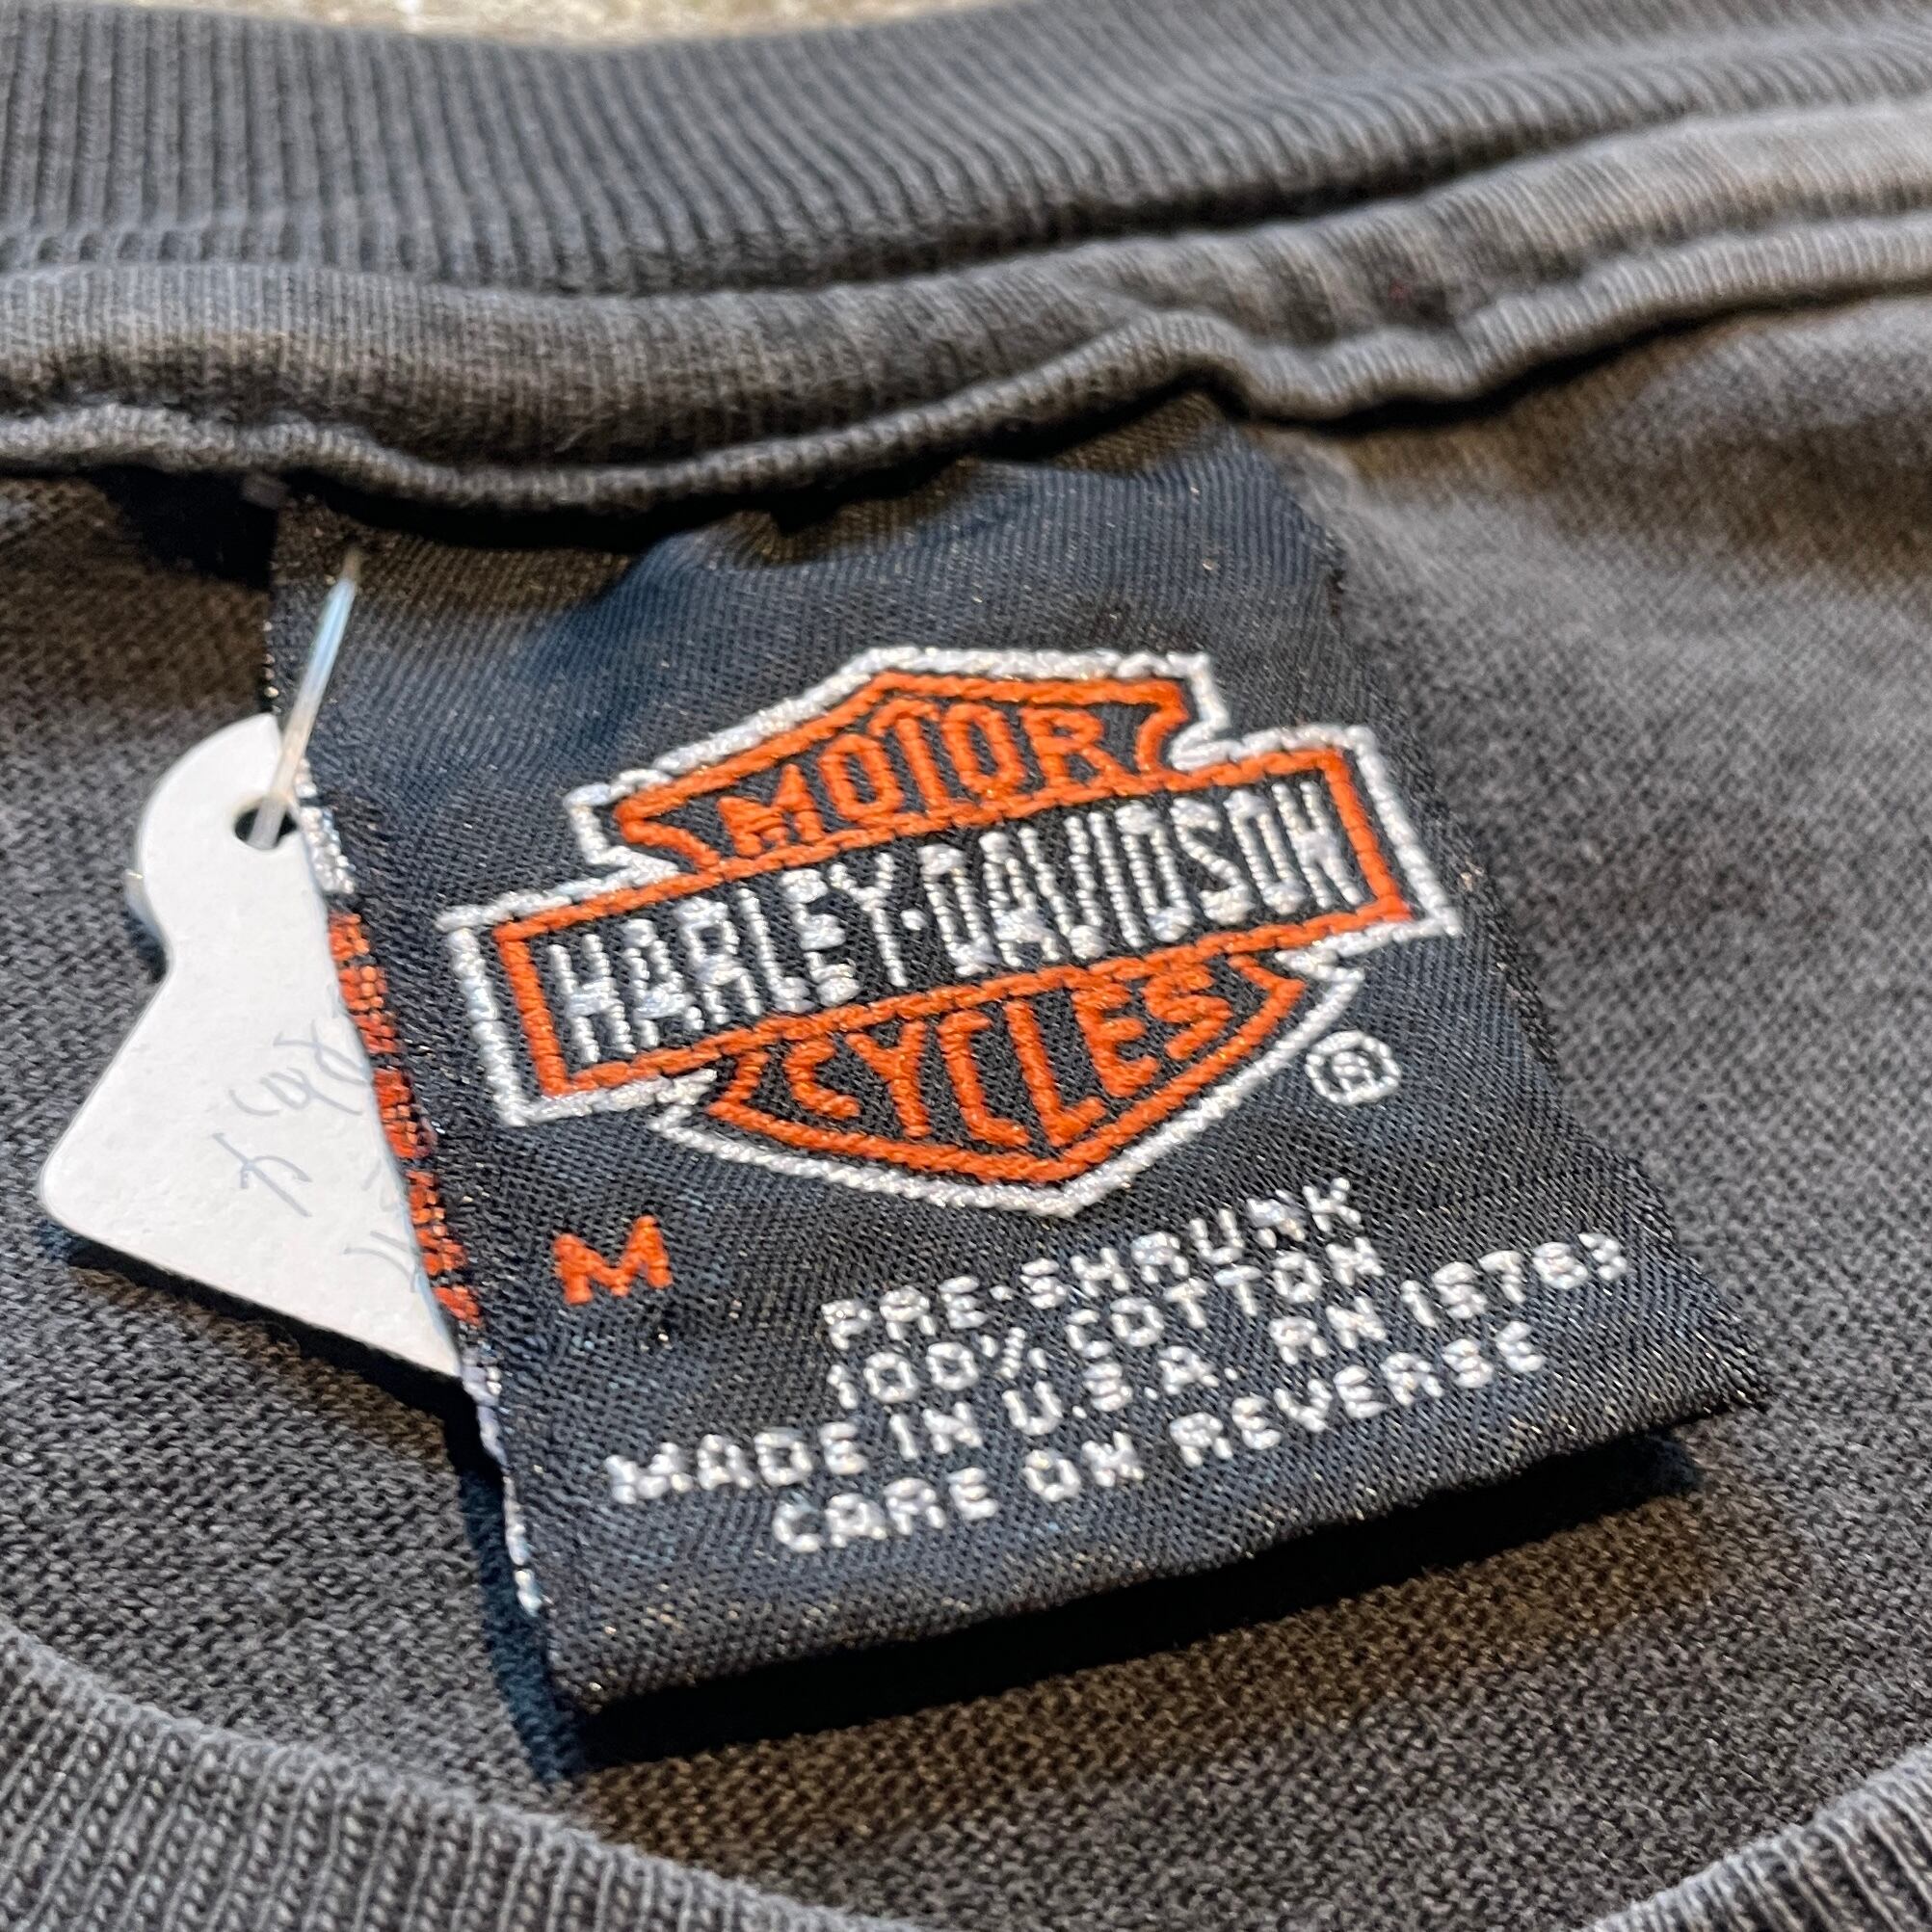 MOTOR
HARLEY-DAVIDSON
CYCLES
®
M
PRE-SHRUNK
100% COTTON
MADE IN U.S.A. RN 15763
CARE ON REVERSE